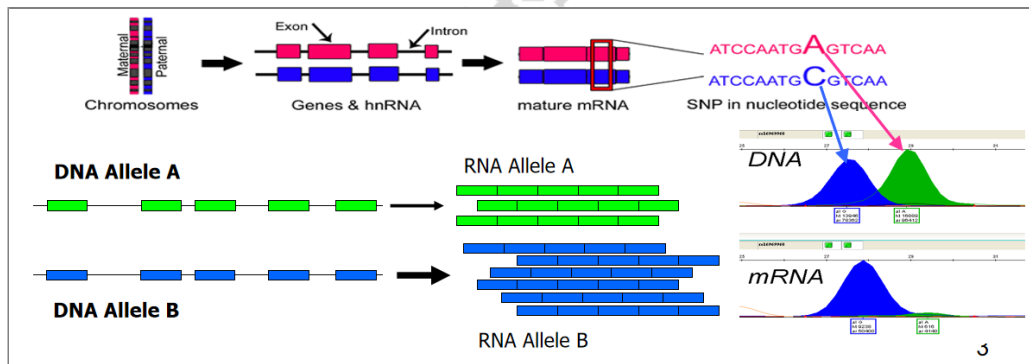 Exon
Intron
Maternal
Paternal
ATCCAATGAGTCAA
ATCCAATGCGTCAA
Chromosomes
Genes & hnRNA
mature mRNA
SNP in nucleotide sequence
DNA Allele A
RNA Allele A
DNA
DNA Allele B
RNA Allele B
mRNA
3